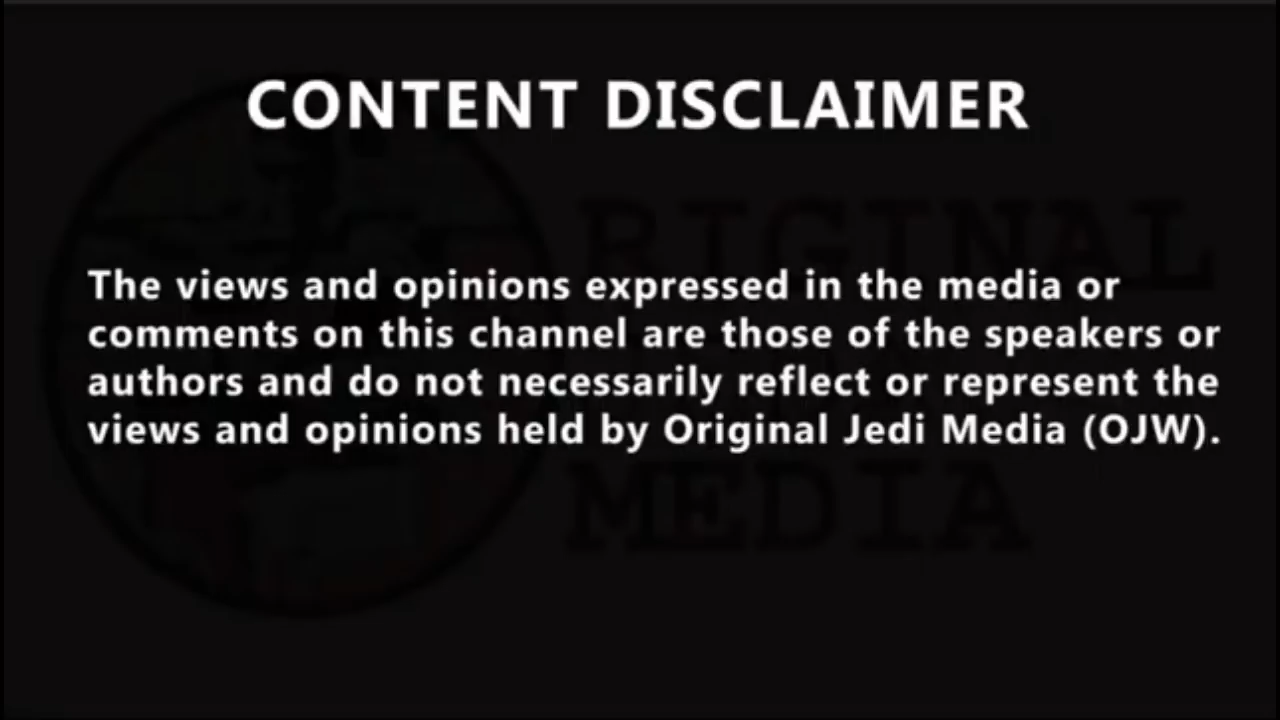 CONTENT DISCLAIMER
The views and opinions expressed in the media or
comments on this channel are those of the speakers or
authors and do not necessarily reflect or represent the
views and opinions held by Original Jedi Media (OJW).
RIGINAL
MEDIA